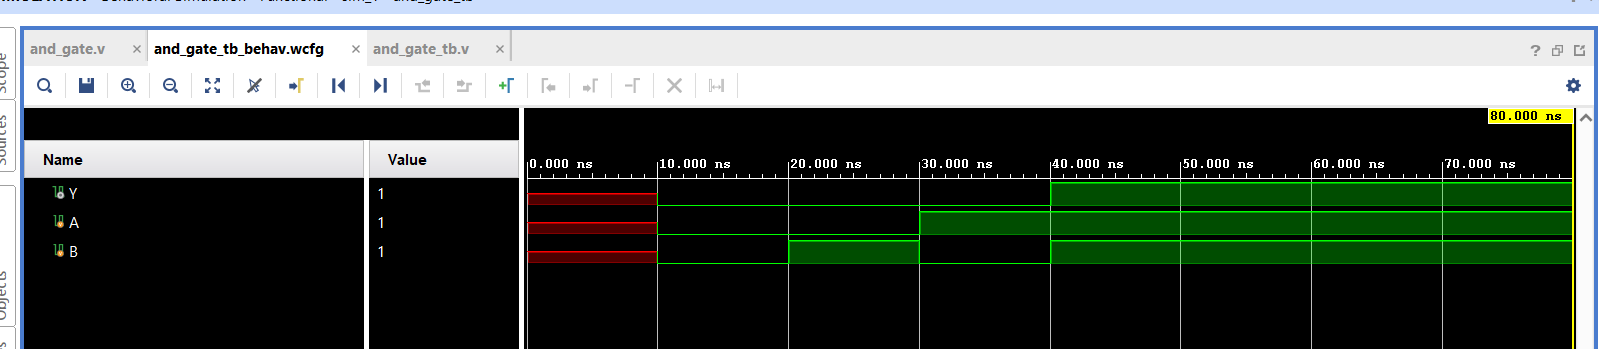 and_gate.v
and_gate_tb_behav.wcfg
and_gate_tb.v
Scope
Sources
Objects
80.000 ns
Name
Value
0.000 ns
10.000 ns
20.000 ns
30.000 ns
40.000 ns
50.000 ns
60.000 ns
70.000 ns
Y
1
A
1
B
1